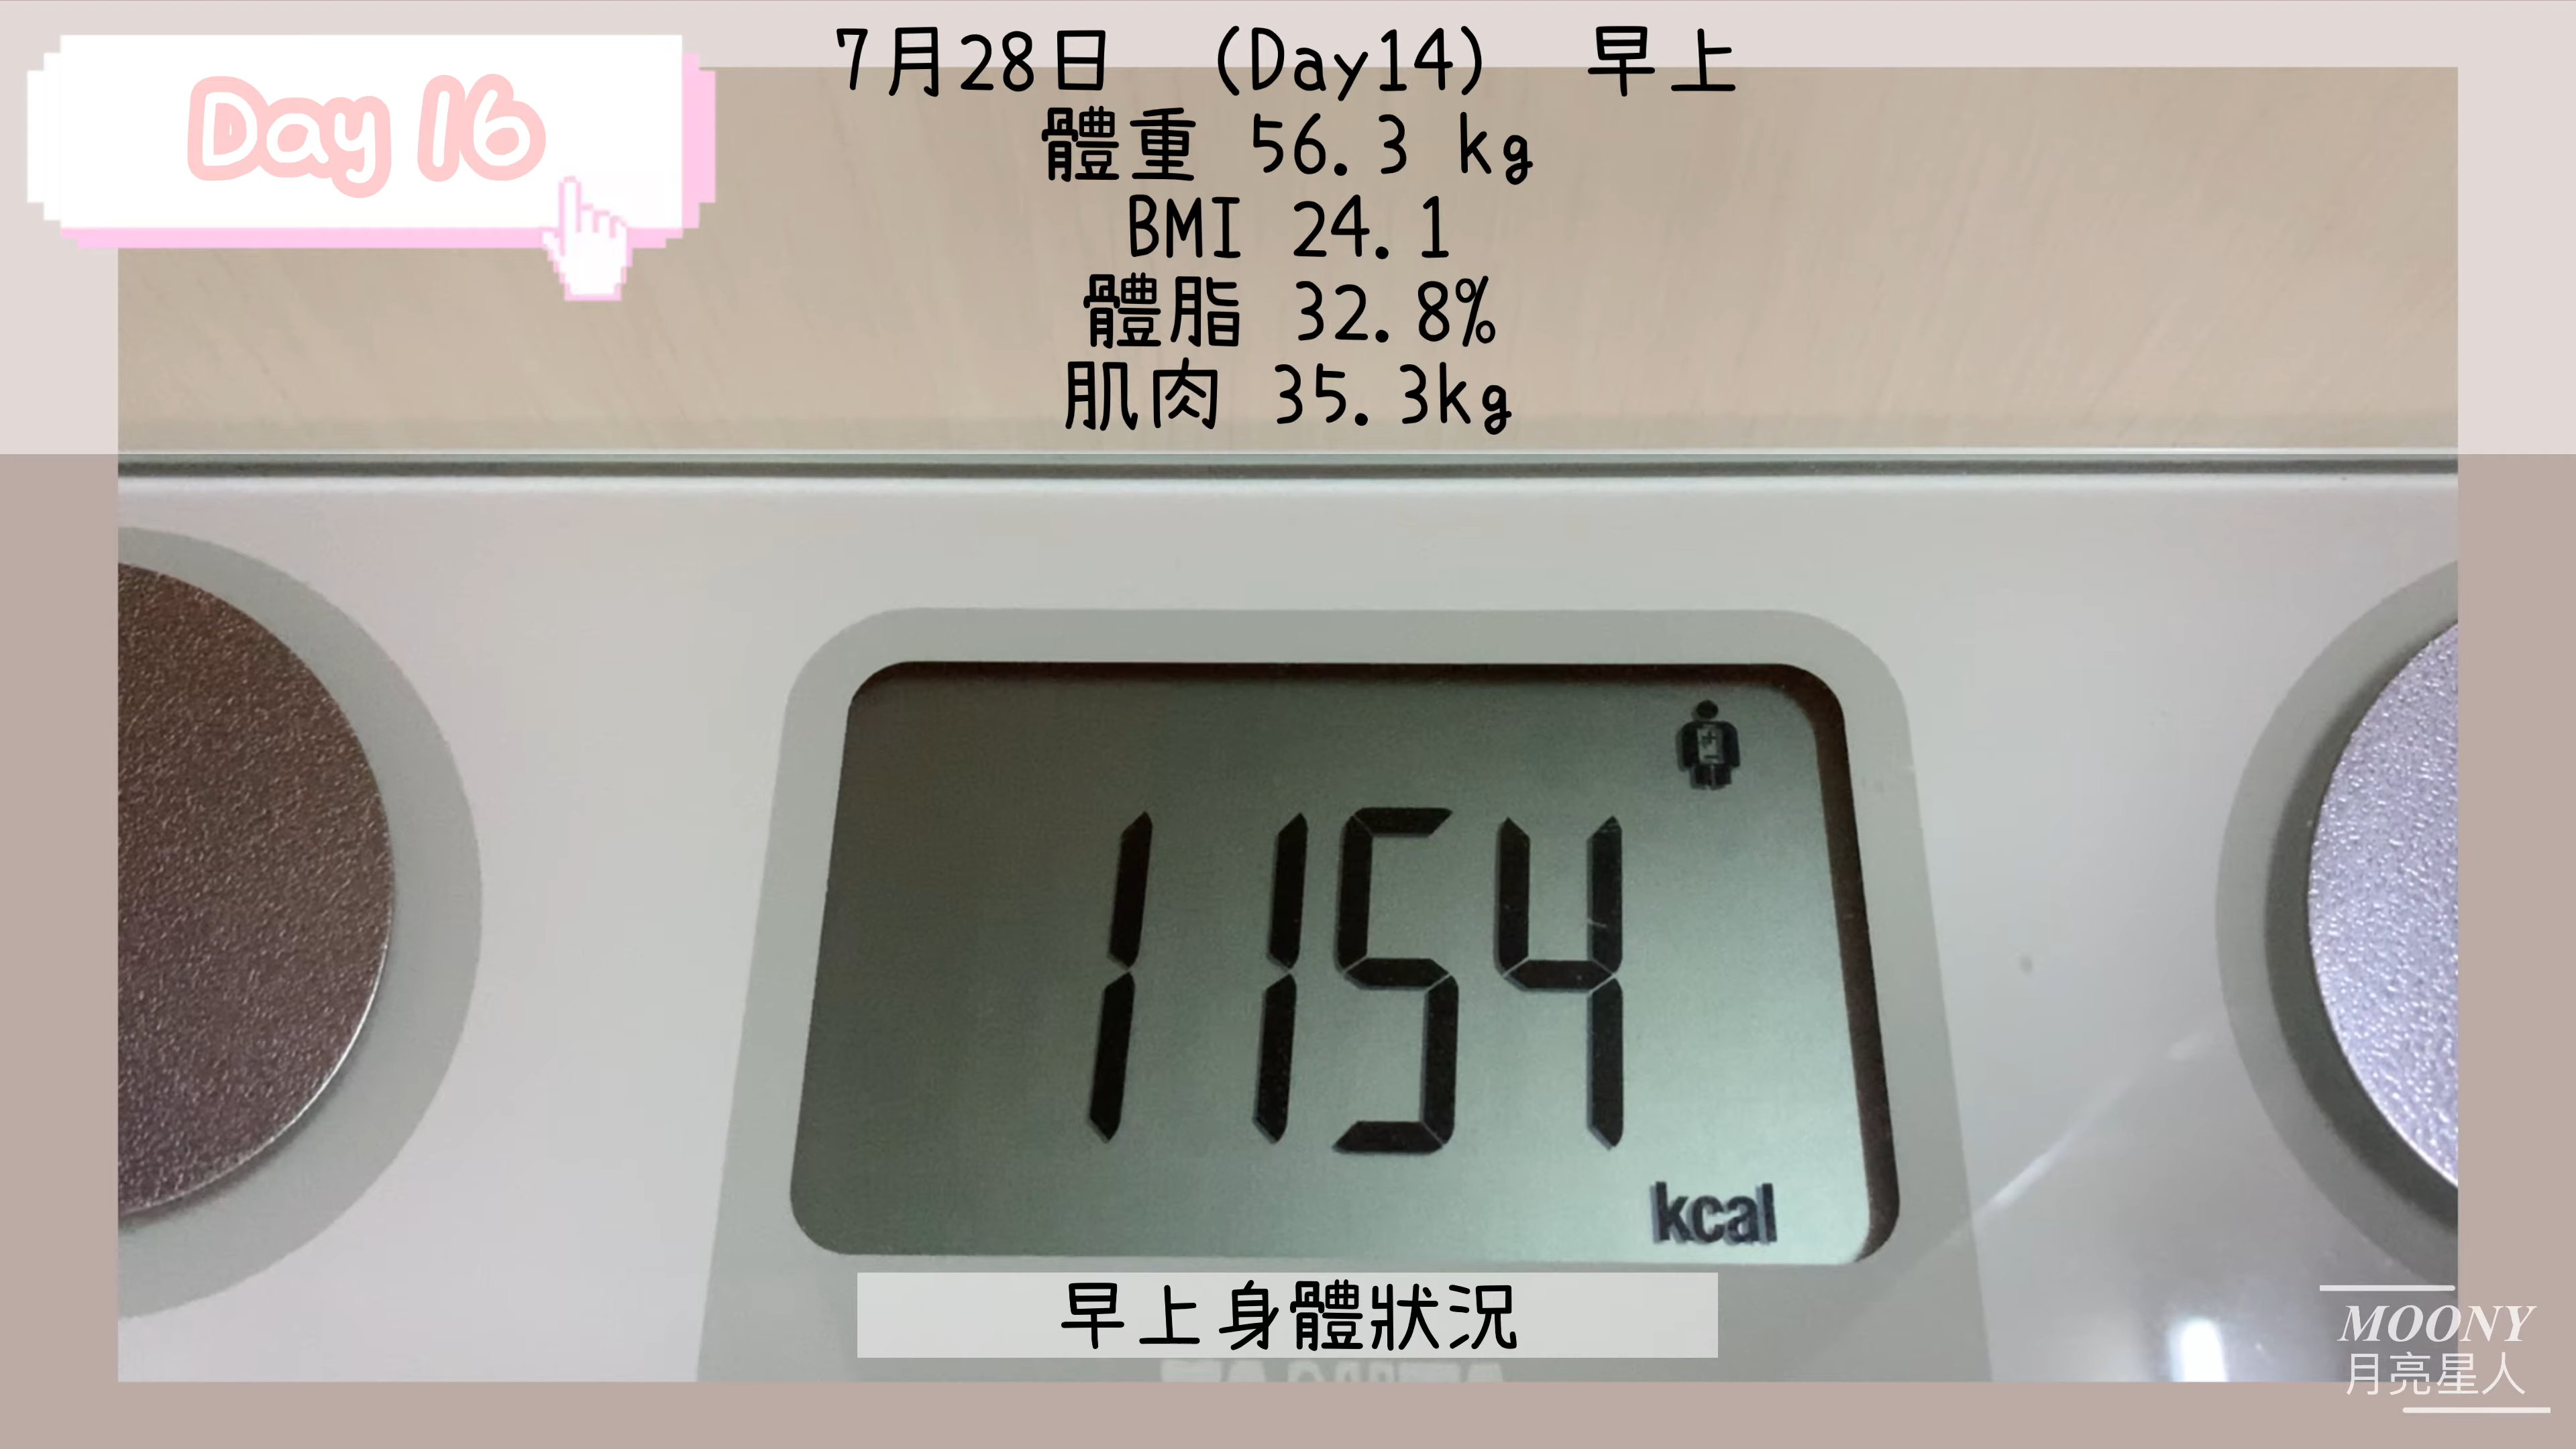 Day 16
7月28日 (Day14) 早上
體重 56.3 kg
BMI 24.1
體脂 32.8%
肌肉 35.3kg
1154
kcal
早上身體狀況
MOONY
月亮星人